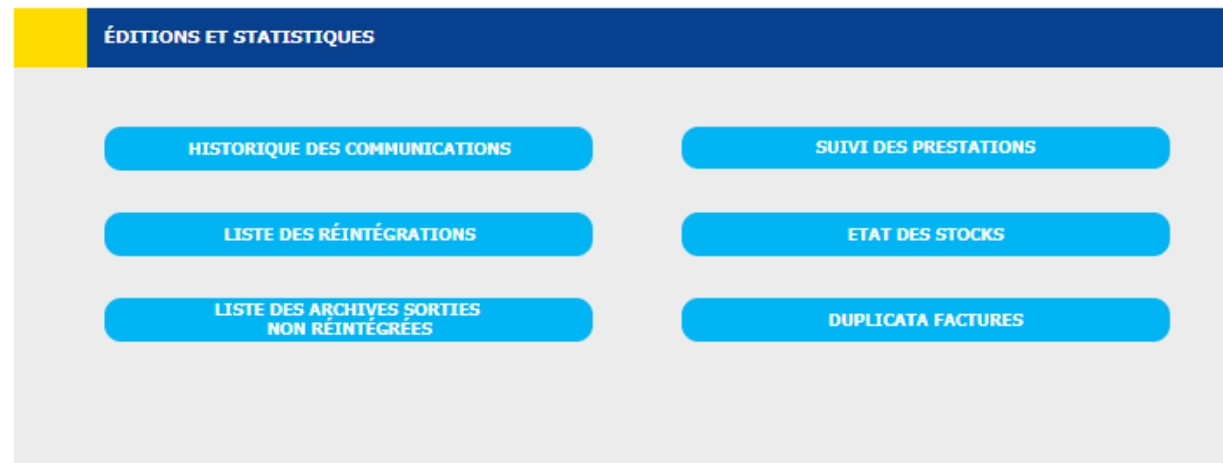 ÉDITIONS ET STATISTIQUES
HISTORIQUE DES COMMUNICATIONS
SUIVI DES PRESTATIONS
LISTE DES RÉINTÉGRATIONS
ETAT DES STOCKS
LISTE DES ARCHIVES SORTIES
NON RÉINTÉGRÉES
DUPLICATA FACTURES